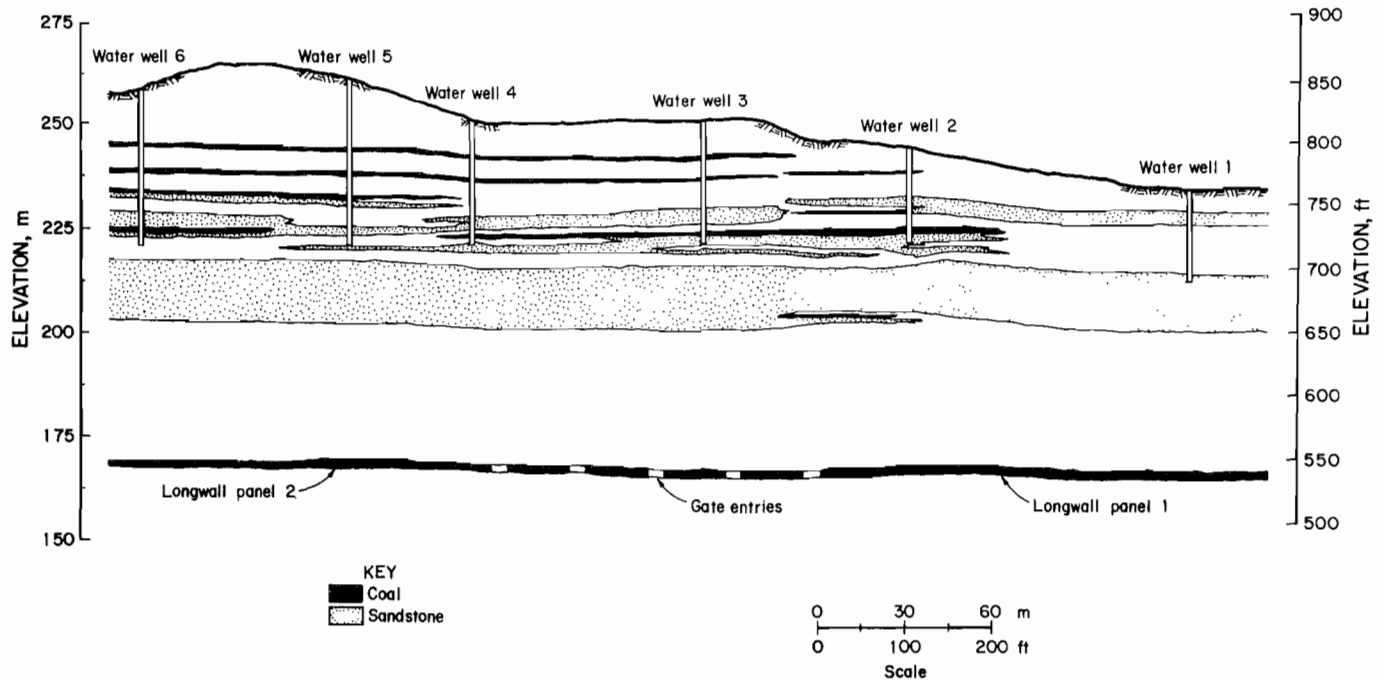 275
250
225
200
175
150
ELEVATION, m
Water well 6
Water well 5
Water well 4
Water well 3
Water well 2
Water well 1
900
850
800
750
700
650
600
550
500
ELEVATION, ft
Longwall panel 2
Gate entries
Longwall panel 1
KEY
Coal
Sandstone
0 30 60 m
0 100 200 ft
Scale